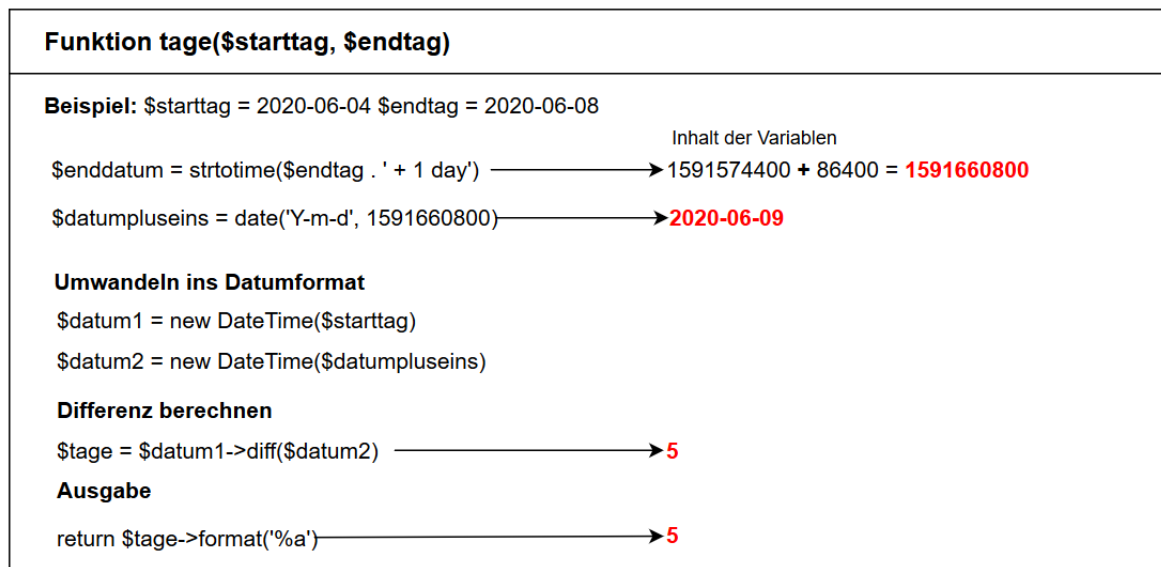 Funktion tage($starttag, $endtag)
Beispiel: $starttag = 2020-06-04 $endtag = 2020-06-08
Inhalt der Variablen
$enddatum = strtotime($endtag . ' + 1 day') 1591574400 + 86400 = 1591660800
$datumpluseins = date('Y-m-d', 1591660800) 2020-06-09
Umwandeln ins Datumformat
$datum1 = new DateTime($starttag)
$datum2 = new DateTime($datumpluseins)
Differenz berechnen
$tage = $datum1->diff($datum2) 5
Ausgabe
return $tage->format('%a') 5